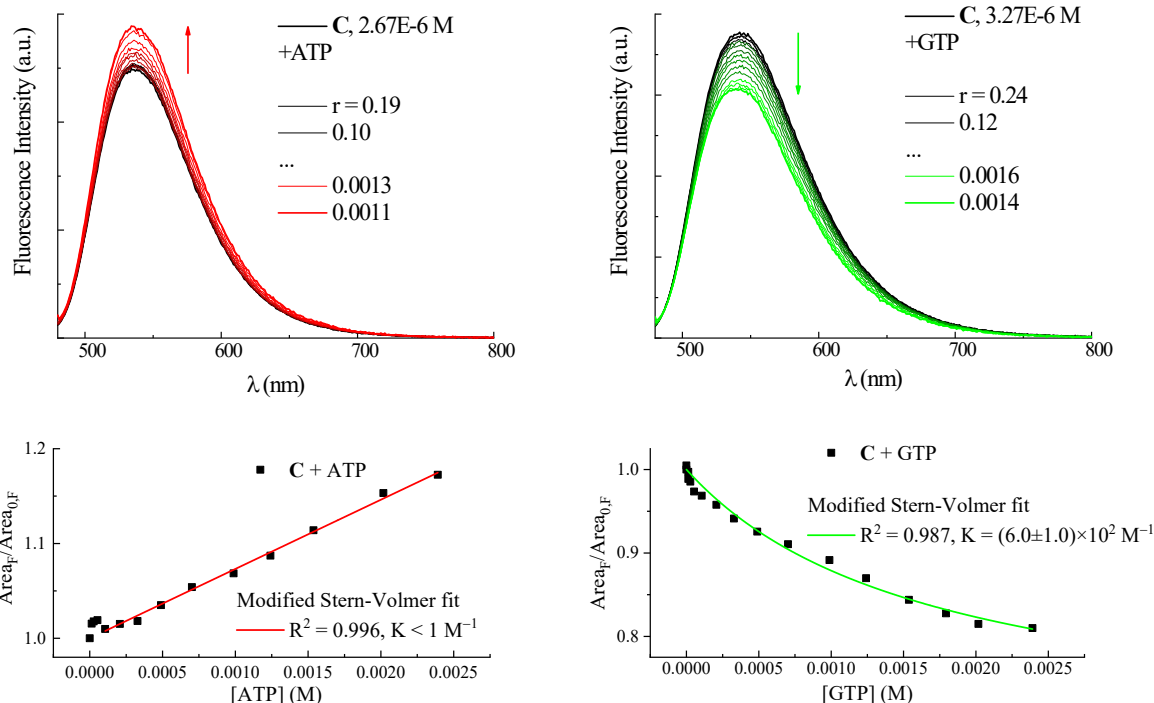 Fluorescence Intensity (a.u.)
C, 2.67E-6 M
+ATP
r = 0.19
0.10
...
0.0013
0.0011
500
600
700
800
λ (nm)
Fluorescence Intensity (a.u.)
C, 3.27E-6 M
+GTP
r = 0.24
0.12
...
0.0016
0.0014
500
600
700
800
λ (nm)
Area_F/Area_0,F
1.2
1.1
1.0
C + ATP
Modified Stern-Volmer fit
R² = 0.996, K < 1 M⁻¹
0.0000
0.0005
0.0010
0.0015
0.0020
0.0025
[ATP] (M)
Area_F/Area_0,F
1.0
0.9
0.8
C + GTP
Modified Stern-Volmer fit
R² = 0.987, K = (6.0±1.0)×10² M⁻¹
0.0000
0.0005
0.0010
0.0015
0.0020
0.0025
[GTP] (M)